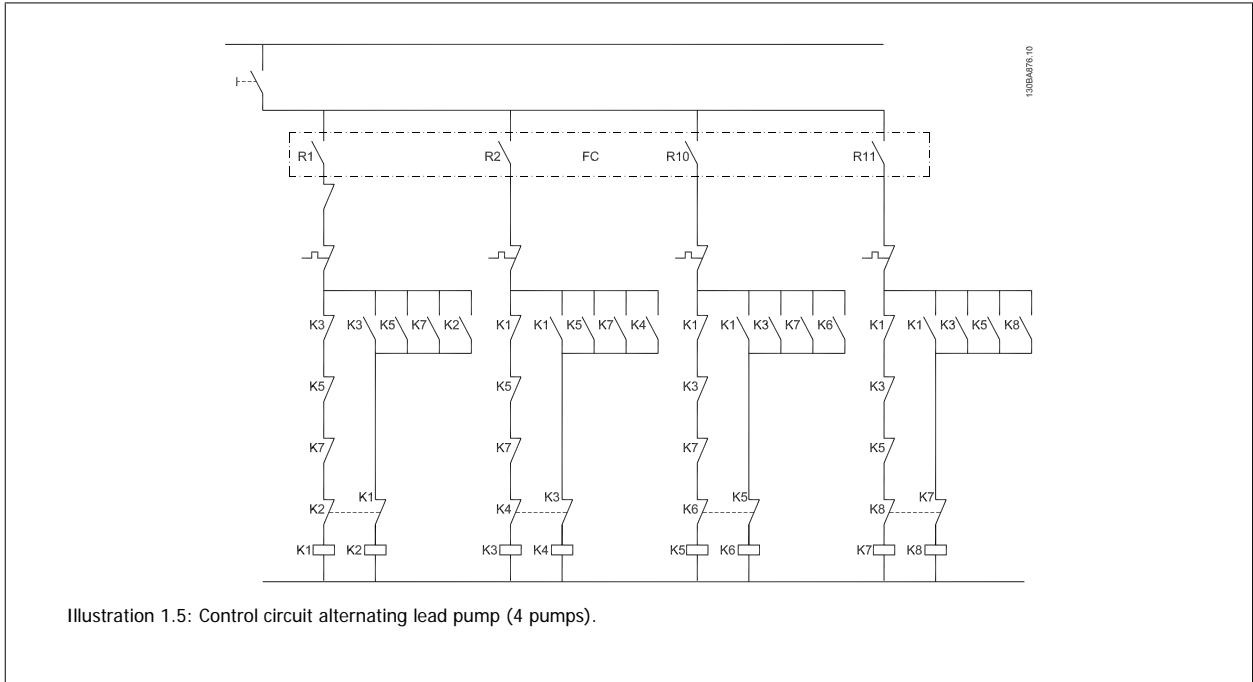 130BA876.10
R1 R2 FC R10 R11
K3 K3 K5 K7 K2 K1 K1 K5 K7 K4 K1 K1 K3 K7 K6 K1 K1 K3 K5 K8
K5 K5 K3 K3
K7 K7 K7 K5
K2 K1 K4 K3 K6 K5 K8 K7
K1 K2 K3 K4 K5 K6 K7 K8
Illustration 1.5: Control circuit alternating lead pump (4 pumps).